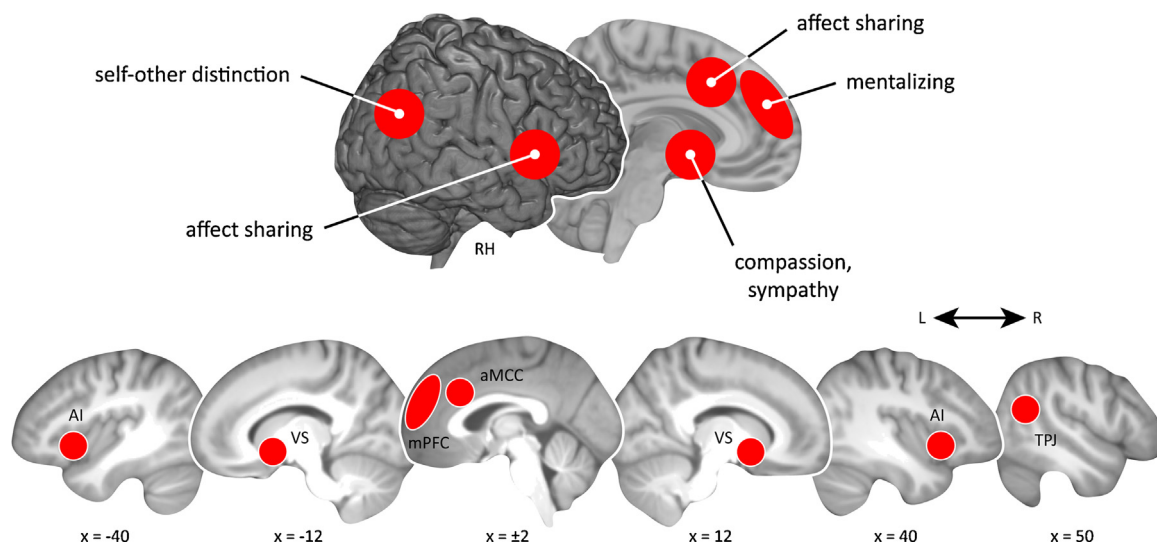 affect sharing
self-other distinction
mentalizing
affect sharing
RH
compassion,
sympathy
L R
aMCC
AI
VS
mPFC
VS
AI
TPJ
x = -40
x = -12
x = ±2
x = 12
x = 40
x = 50